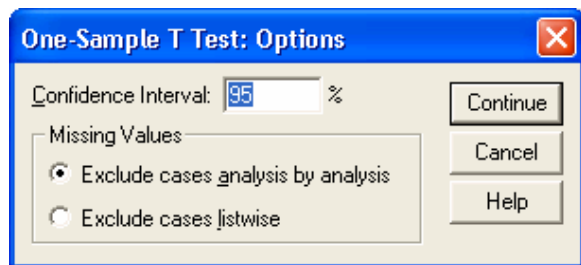 One-Sample T Test: Options
Confidence Interval: 95 %
Continue
Missing Values
Cancel
Exclude cases analysis by analysis
Help
Exclude cases listwise